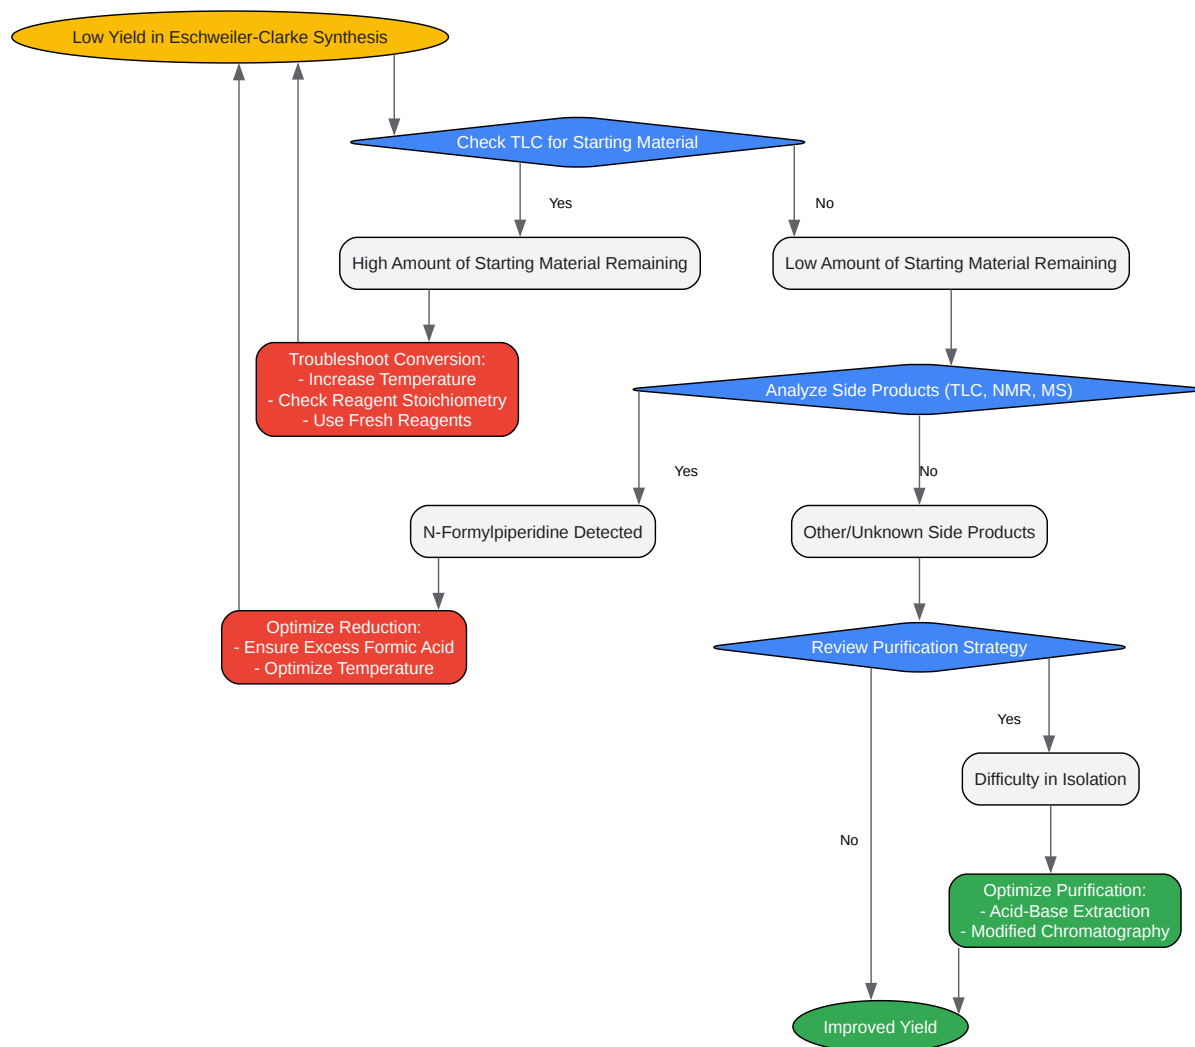 Low Yield in Eschweiler-Clarke Synthesis
Check TLC for Starting Material
Yes
No
High Amount of Starting Material Remaining
Low Amount of Starting Material Remaining
Troubleshoot Conversion:
- Increase Temperature
- Check Reagent Stoichiometry
- Use Fresh Reagents
Analyze Side Products (TLC, NMR, MS)
Yes
No
N-Formylpiperidine Detected
Other/Unknown Side Products
Optimize Reduction:
- Ensure Excess Formic Acid
- Optimize Temperature
Review Purification Strategy
Yes
Difficulty in Isolation
No
Optimize Purification:
- Acid-Base Extraction
- Modified Chromatography
Improved Yield